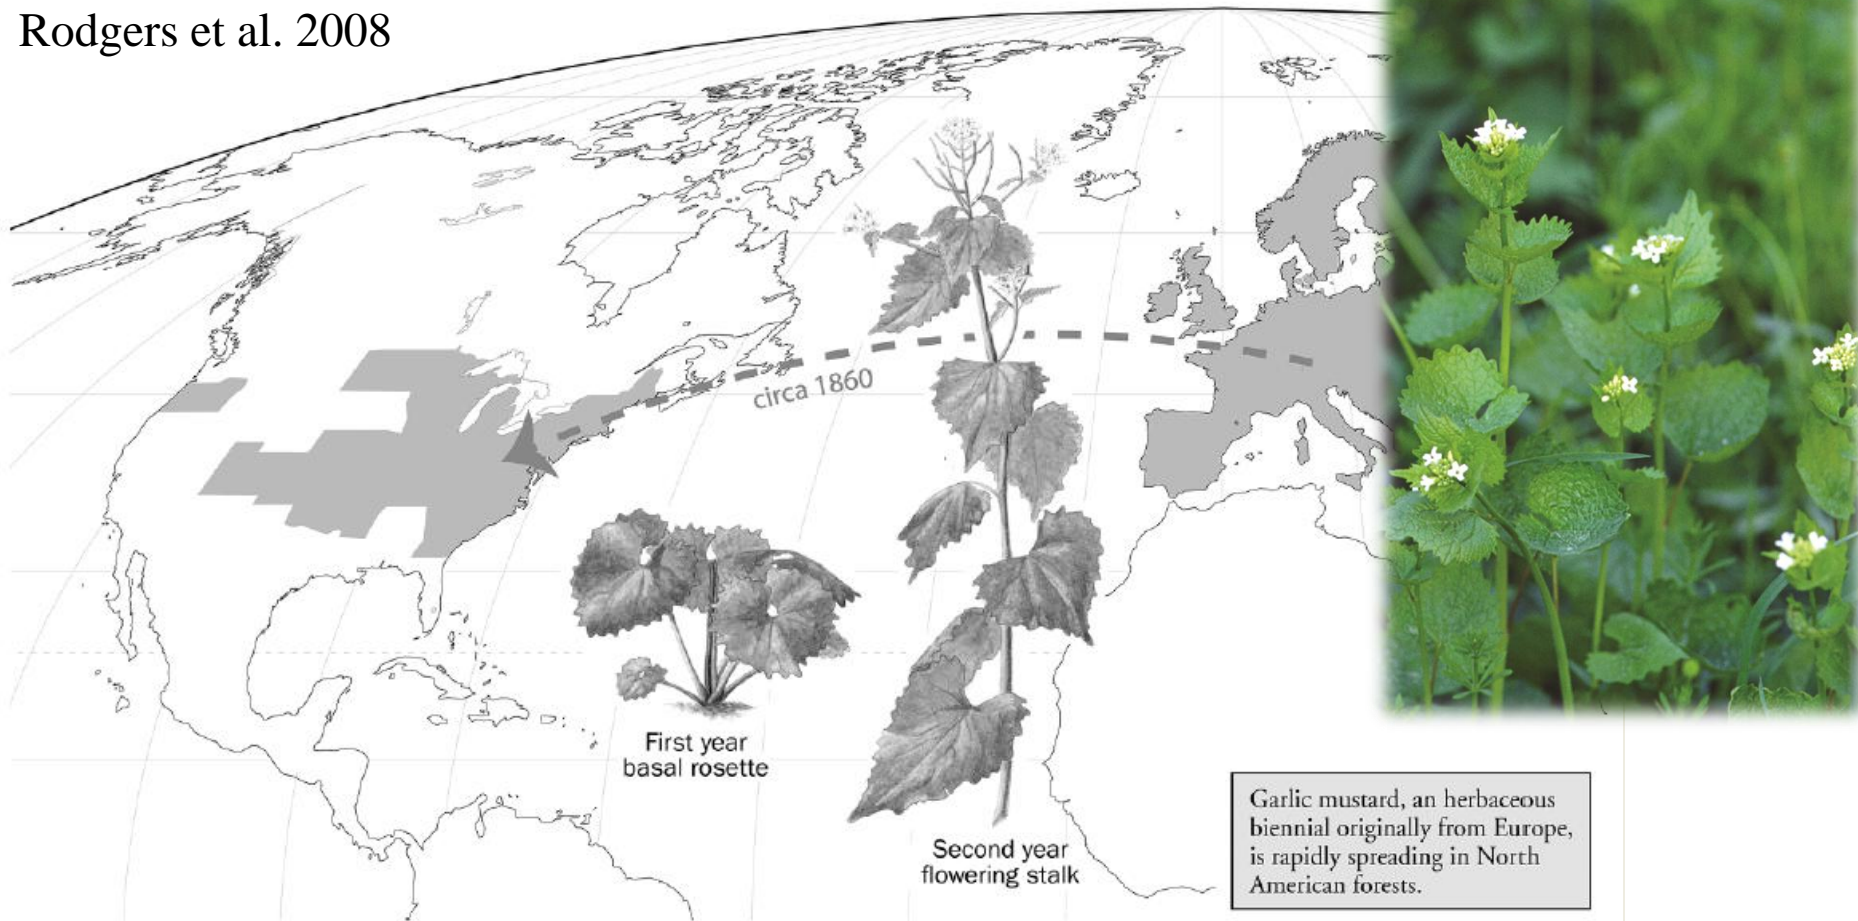 Rodgers et al. 2008
circa 1860
First year
basal rosette
Second year
flowering stalk
Garlic mustard, an herbaceous
biennial originally from Europe,
is rapidly spreading in North
American forests.